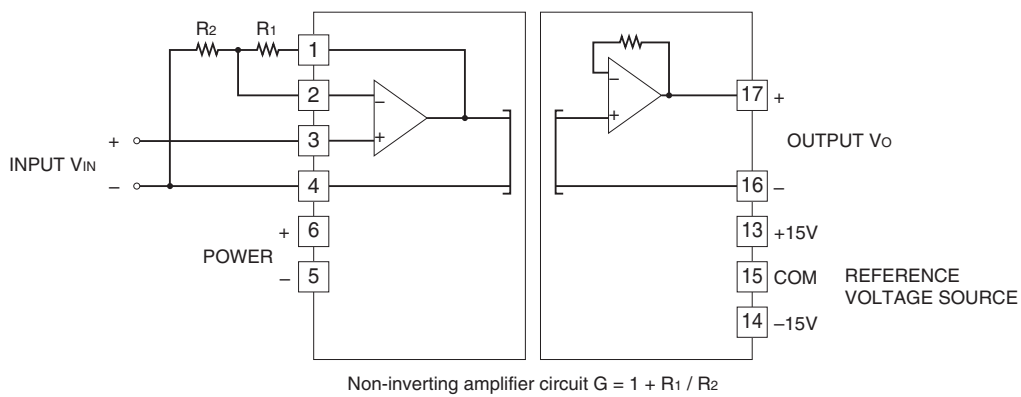 R2 R1
1
2
−
3
+
+
INPUT VIN
−
4
+
6
POWER
−
5
−
+
17
+
OUTPUT VO
16
−
13
+15V
15
COM
REFERENCE
VOLTAGE SOURCE
14
−15V
Non-inverting amplifier circuit G = 1 + R1 / R2